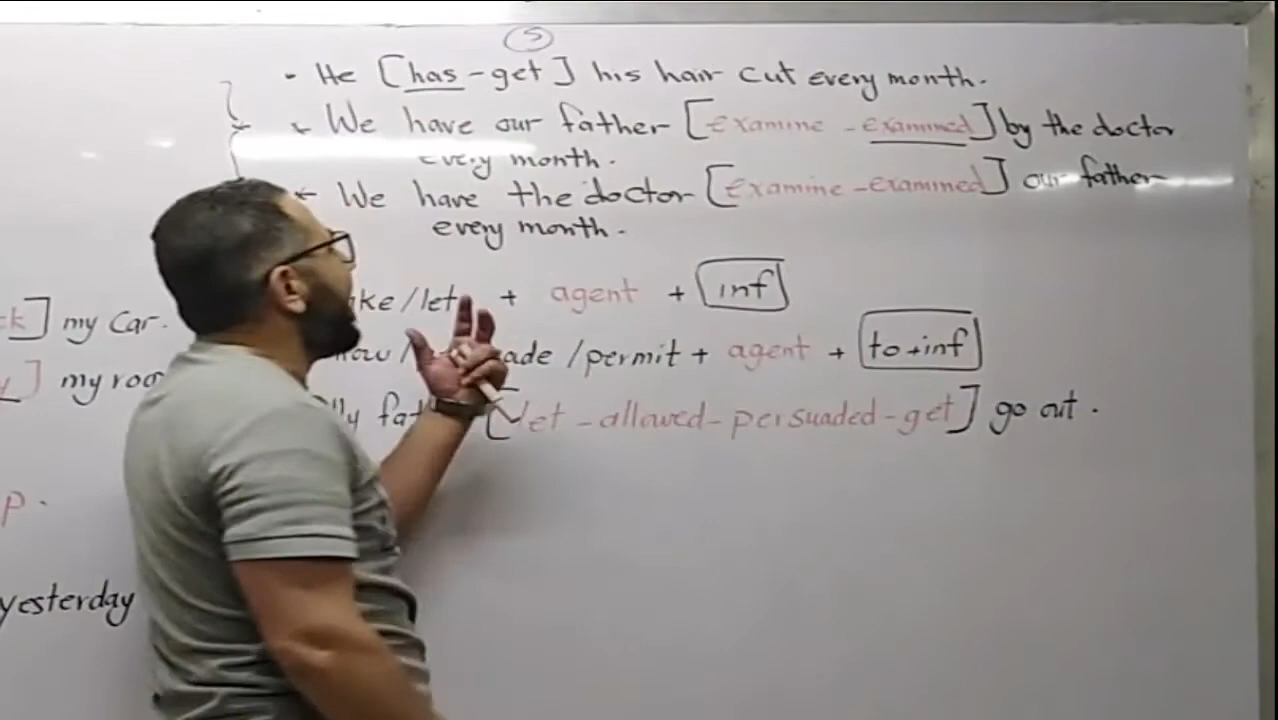 5
- He [has - get] his hair cut every month.
We have our father [examine - examined] by the doctor
every month.
We have the doctor [examine - examined] our father
every month.
ke/let + agent + inf
ade /permit + agent + to + inf
y fat [let - allowed - persuaded - get] go out.
k] my car.
y] my roo
p.
yesterday